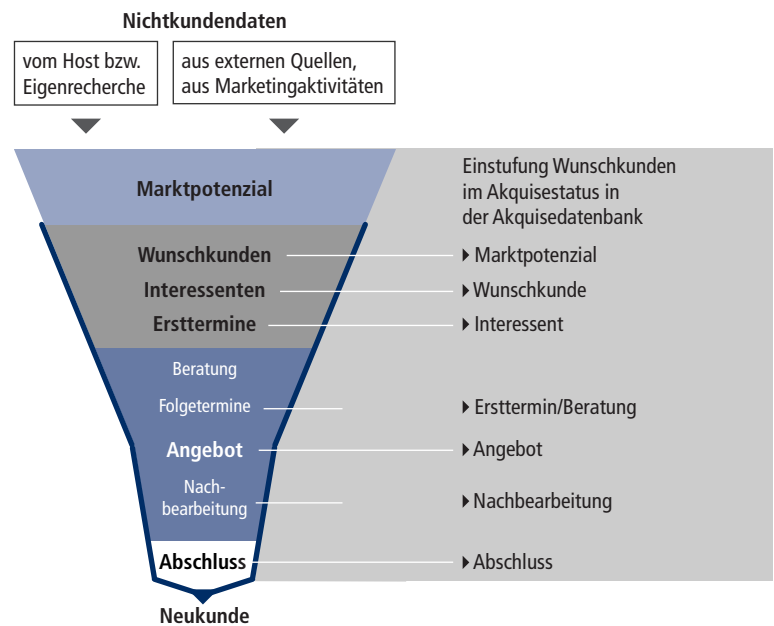 Nichtkundendaten
vom Host bzw.
Eigenrecherche
aus externen Quellen,
aus Marketingaktivitäten
Marktpotenzial
Einstufung Wunschkunden
im Akquisestatus in
der Akquisedatenbank
Wunschkunden
Marktpotenzial
Interessenten
Wunschkunde
Ersttermine
Interessent
Beratung
Folgetermine
Ersttermin/Beratung
Angebot
Angebot
Nach-
bearbeitung
Nachbearbeitung
Abschluss
Abschluss
Neukunde